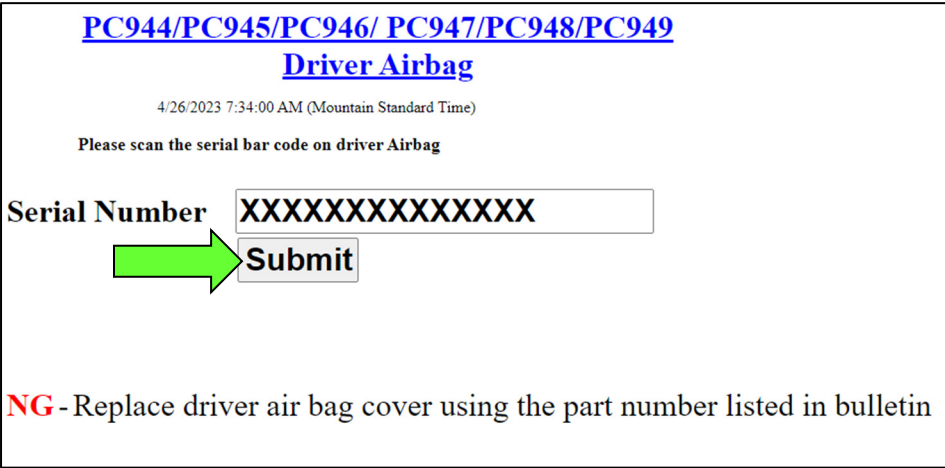 PC944/PC945/PC946/ PC947/PC948/PC949
Driver Airbag
4/26/2023 7:34:00 AM (Mountain Standard Time)
Please scan the serial bar code on driver Airbag
Serial Number XXXXXXXXXXXXXX
Submit
NG - Replace driver air bag cover using the part number listed in bulletin